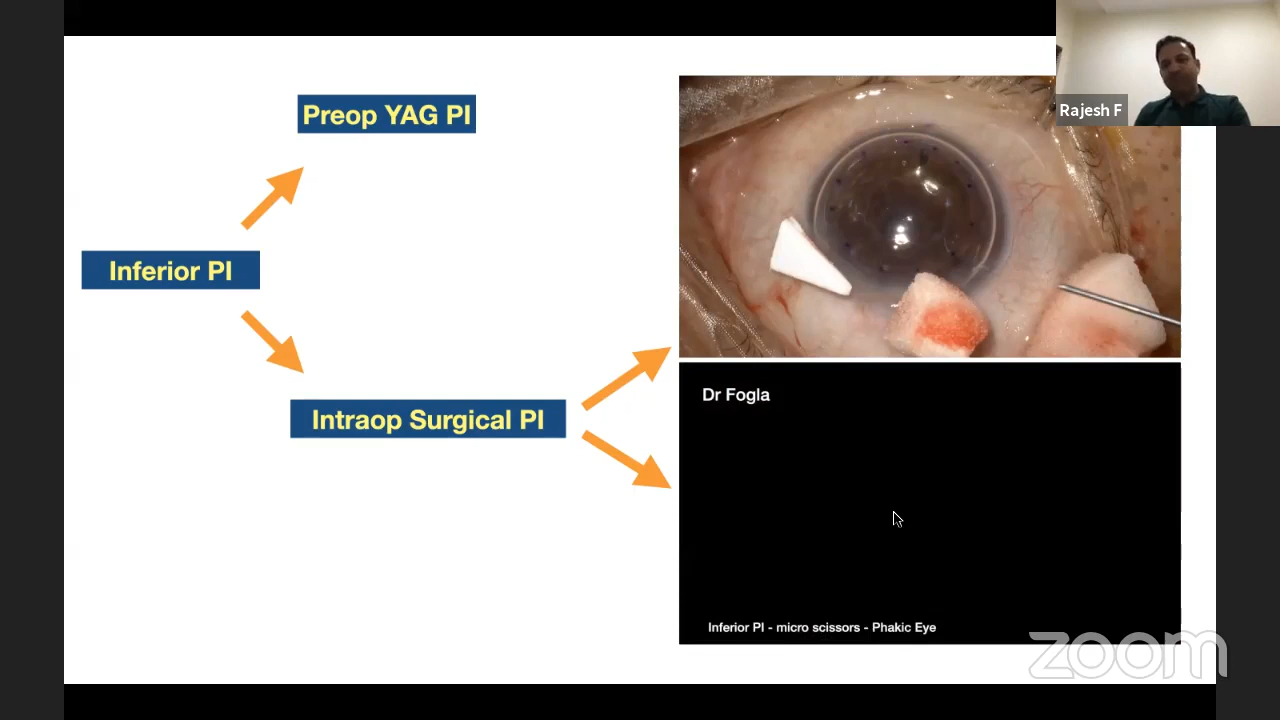 Rajesh F
Preop YAG PI
Inferior PI
Intraop Surgical PI
Dr Fogla
Inferior PI - micro scissors - Phakic Eye
zoom